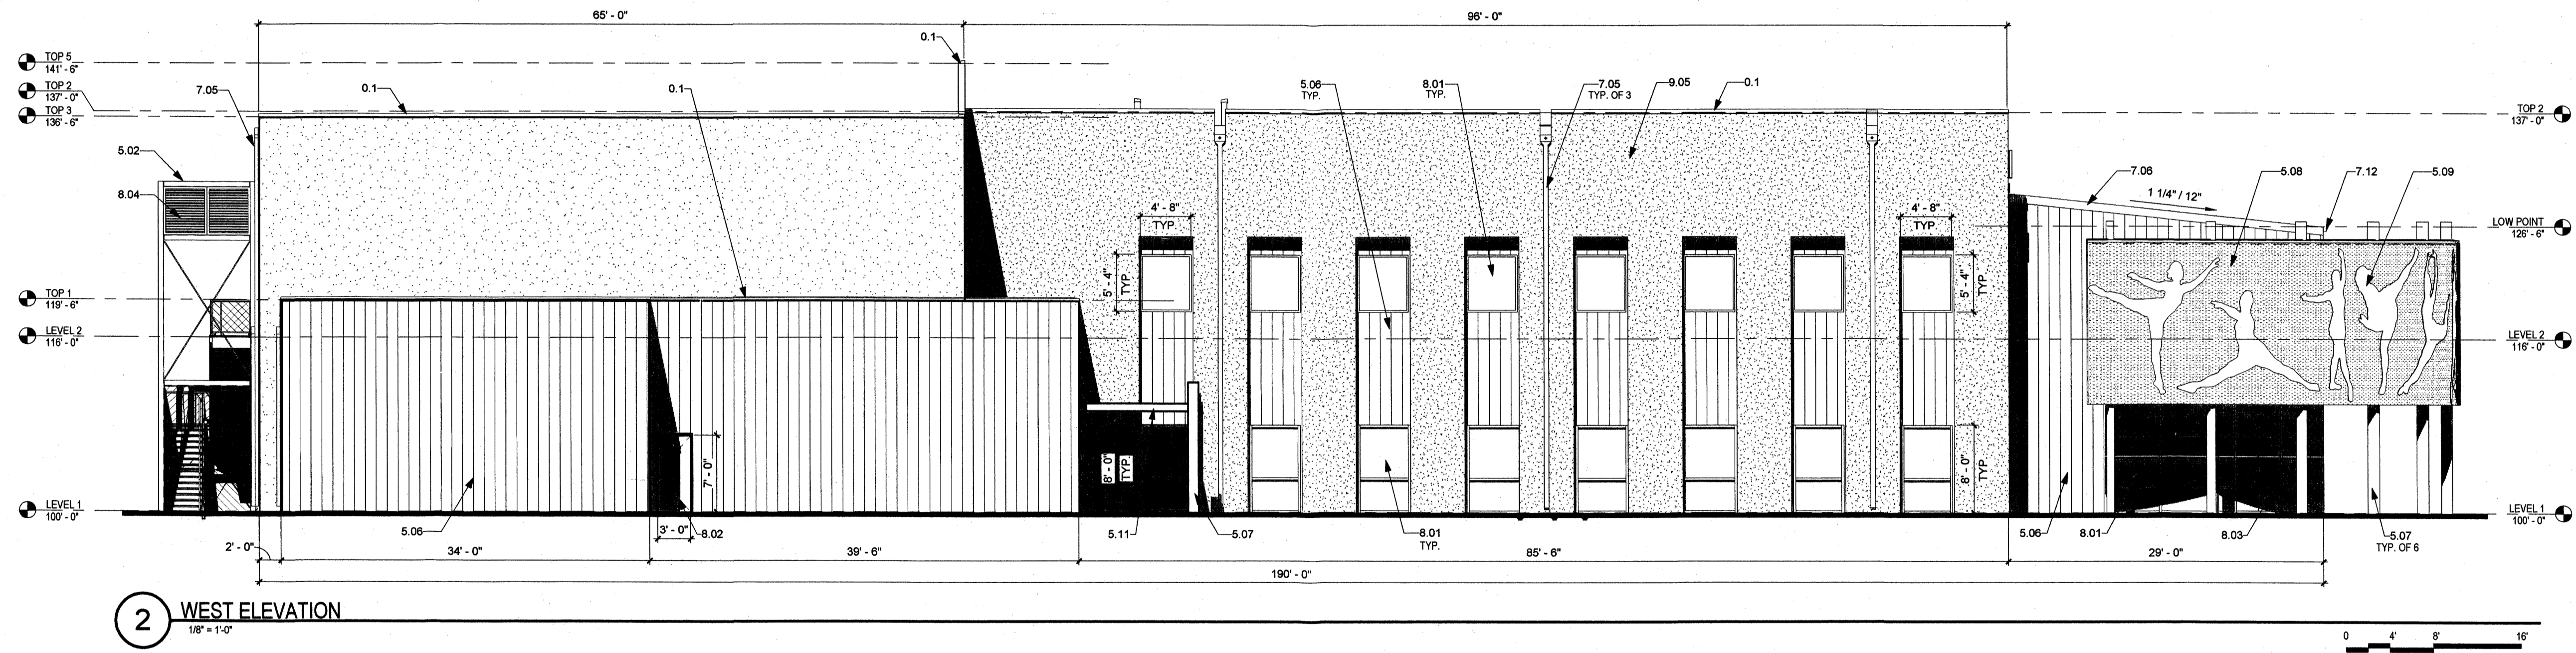 65' - 0"
96' - 0"
0.1
TOP 5
141' - 6"
TOP 2
137' - 0"
TOP 3
136' - 6"
7.05
0.1
0.1
5.06
TYP.
8.01
TYP.
7.05
TYP. OF 3
9.05
0.1
TOP 2
137' - 0"
5.02
8.04
7.06
1 1/4" / 12"
5.08
7.12
5.09
4' - 8"
TYP.
4' - 8"
TYP.
LOW POINT
126' - 6"
5' - 4"
TYP
5' - 4"
TYP
TOP 1
119' - 6"
LEVEL 2
116' - 0"
LEVEL 2
116' - 0"
7' - 0"
8' - 0"
TYP.
8' - 0"
TYP
LEVEL 1
100' - 0"
LEVEL 1
100' - 0"
5.06
3' - 0"
8.02
5.11
5.07
8.01
TYP.
5.06
8.01
8.03
5.07
TYP. OF 6
2' - 0"
34' - 0"
39' - 6"
85' - 6"
29' - 0"
190' - 0"
2
WEST ELEVATION
1/8" = 1'-0"
0 4' 8' 16'